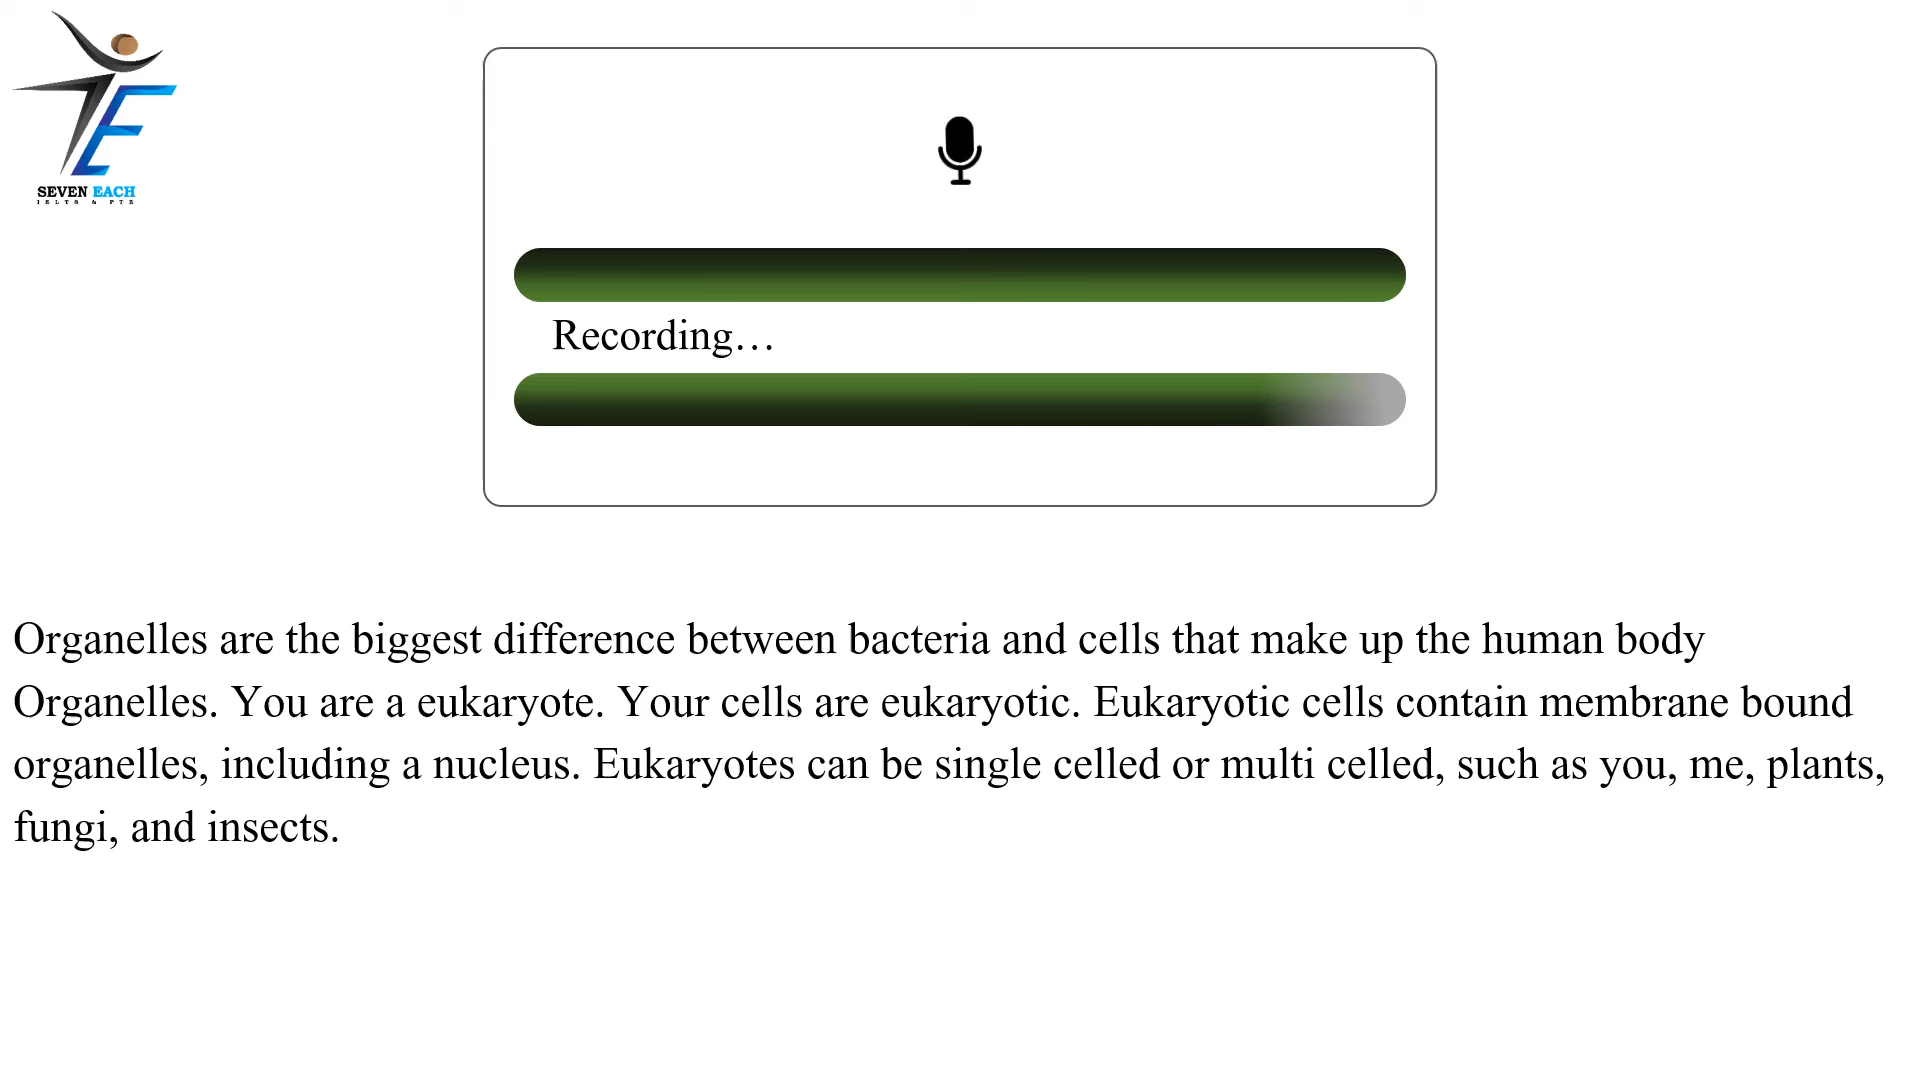 SEVEN EACH
IELTS & PTE
Recording…
Organelles are the biggest difference between bacteria and cells that make up the human body
Organelles. You are a eukaryote. Your cells are eukaryotic. Eukaryotic cells contain membrane bound
organelles, including a nucleus. Eukaryotes can be single celled or multi celled, such as you, me, plants,
fungi, and insects.